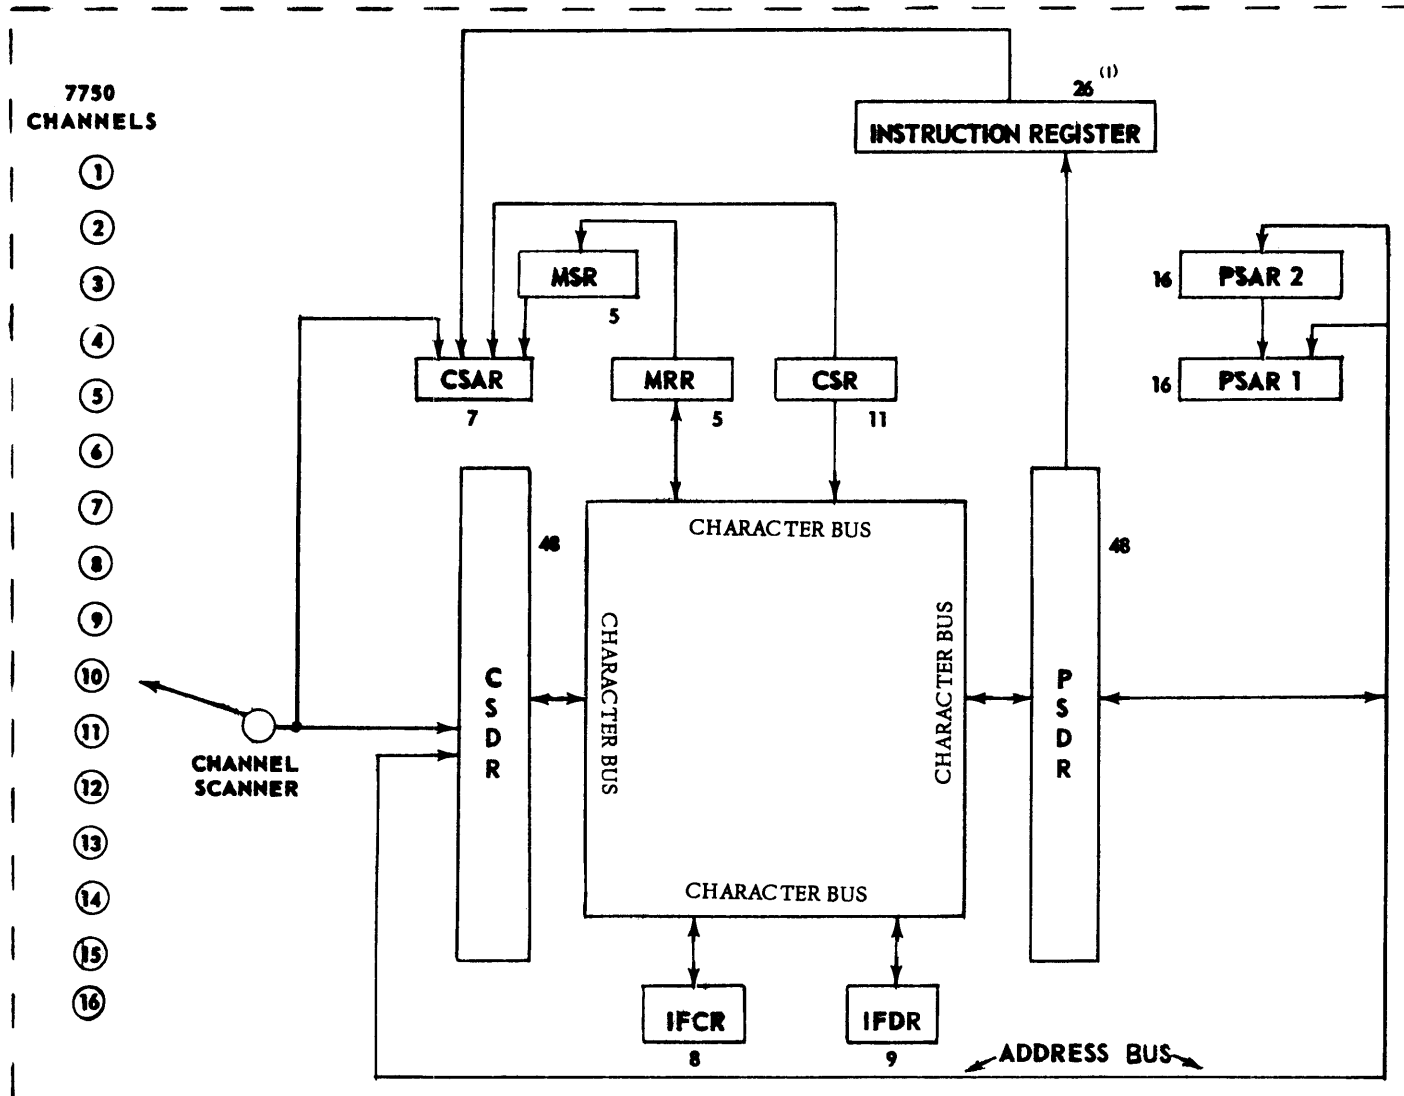 7750
CHANNELS
1
2
3
4
5
6
7
8
9
10
11
12
13
14
15
16
CHANNEL
SCANNER
26 (1)
INSTRUCTION REGISTER
MSR
5
CSAR
7
MRR
5
CSR
11
16
PSAR 2
16
PSAR 1
CSDR
48
CHARACTER BUS
CHARACTER BUS
CHARACTER BUS
CHARACTER BUS
PSDR
48
IFCR
8
IFDR
9
ADDRESS BUS